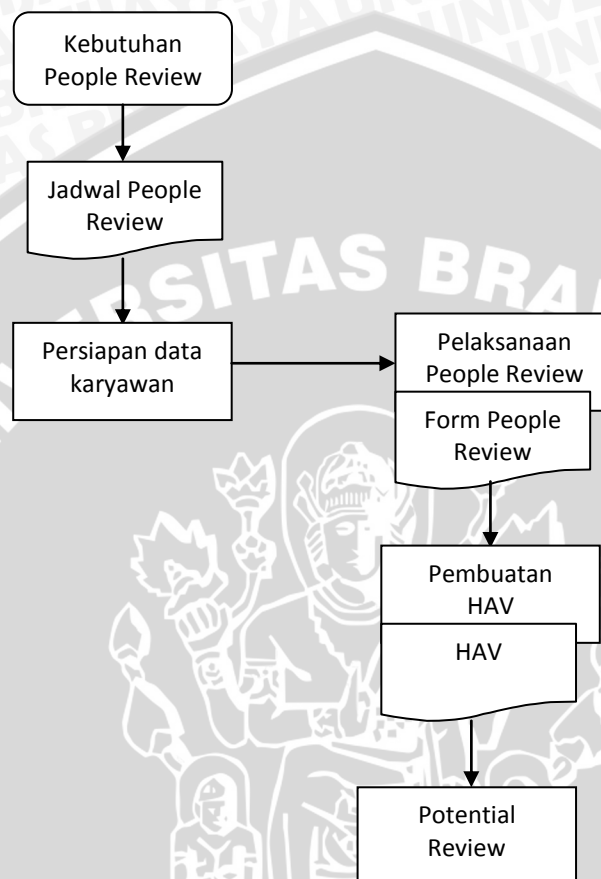 Kebutuhan
People Review
Jadwal People
Review
Persiapan data
karyawan
Pelaksanaan
People Review
Form People
Review
Pembuatan
HAV
HAV
Potential
Review